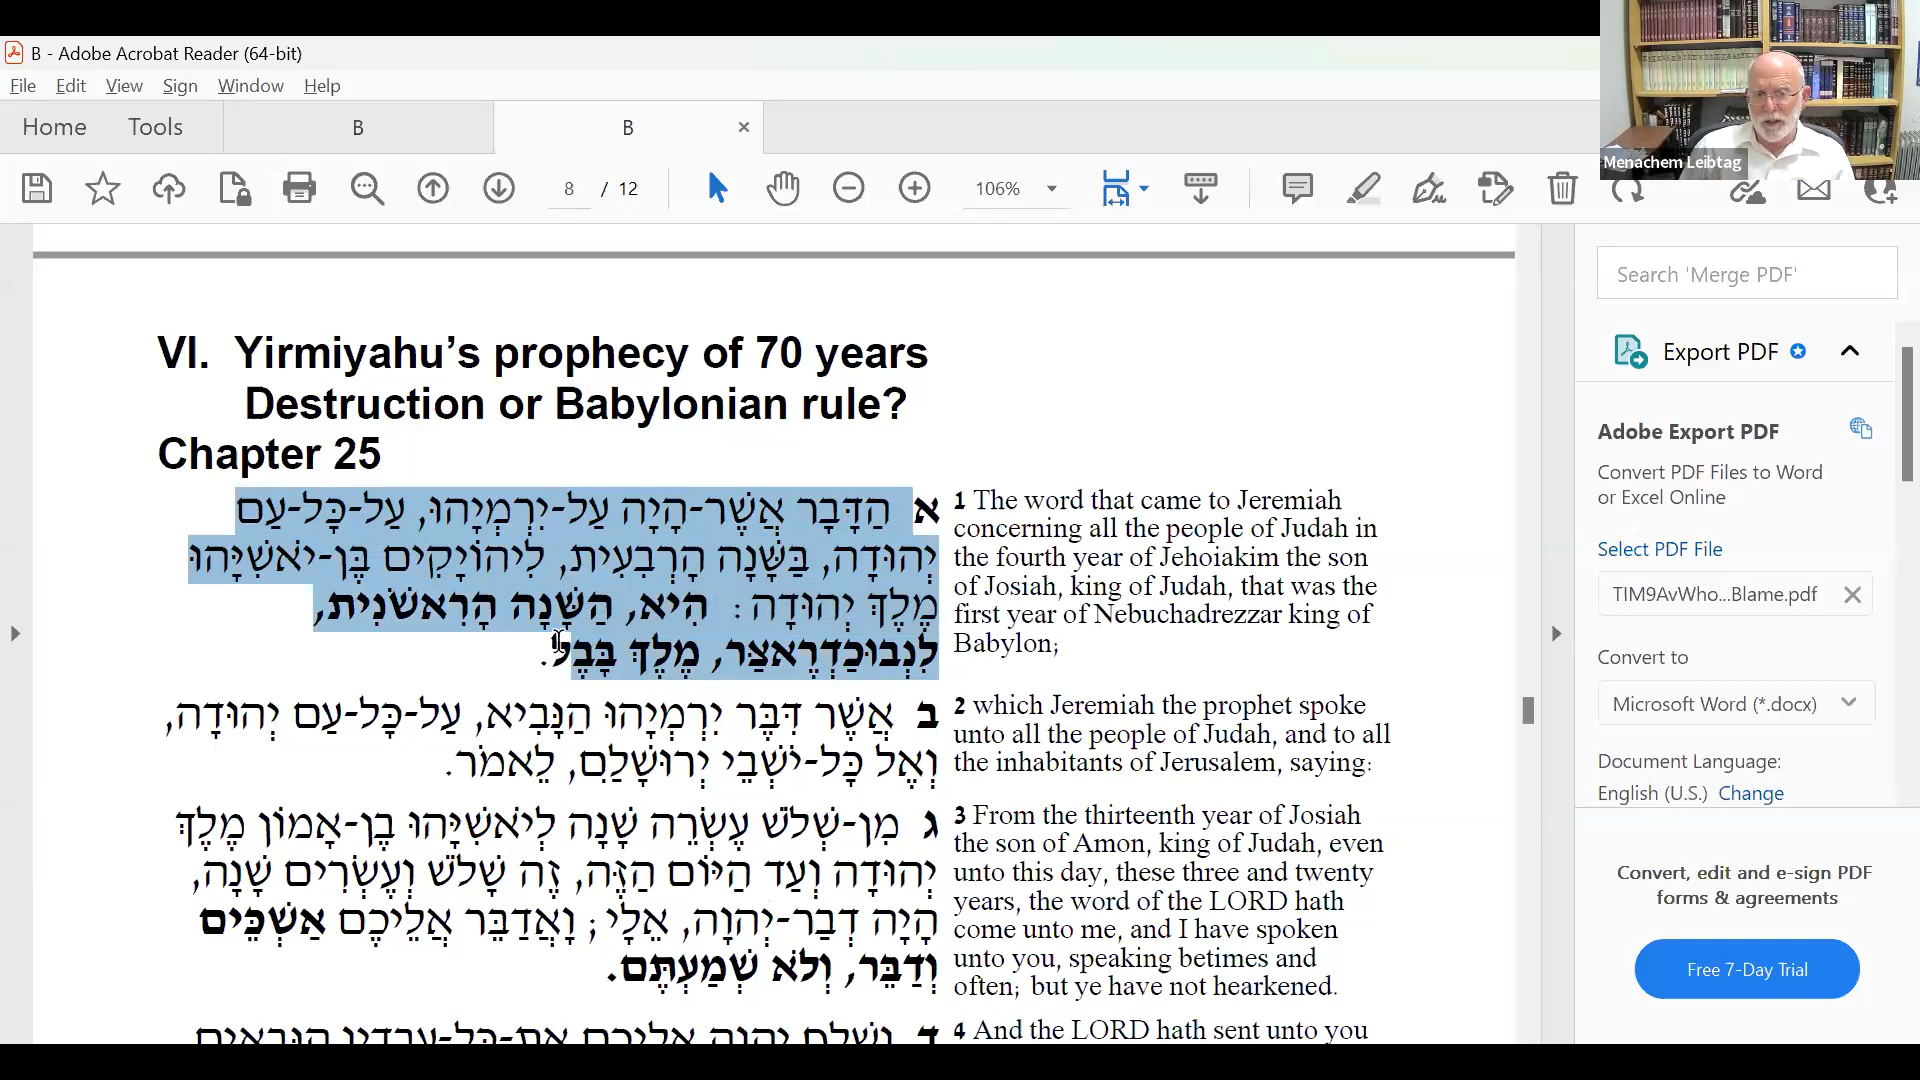 B - Adobe Acrobat Reader (64-bit)
File Edit View Sign Window Help
Home Tools B B
8 / 12 106%
Menachem Leibtag
VI. Yirmiyahu's prophecy of 70 years
Destruction or Babylonian rule?
Chapter 25
א הַדָּבָר אֲשֶׁר-הָיָה עַל-יִרְמְיָהוּ, עַל-כָּל-עַם
יְהוּדָה, בַּשָּׁנָה הָרְבִעִית, לִיהוֹיָקִים בֶּן-יֹאשִׁיָּהוּ
מֶלֶךְ יְהוּדָה: הִיא, הַשָּׁנָה הָרִאשֹׁנִית,
לִנְבוּכַדְרֶאצַּר, מֶלֶךְ בָּבֶל.
1 The word that came to Jeremiah
concerning all the people of Judah in
the fourth year of Jehoiakim the son
of Josiah, king of Judah, that was the
first year of Nebuchadrezzar king of
Babylon;
ב אֲשֶׁר דִּבֶּר יִרְמְיָהוּ הַנָּבִיא, עַל-כָּל-עַם יְהוּדָה,
וְאֶל כָּל-יֹשְׁבֵי יְרוּשָׁלִַם, לֵאמֹר.
2 which Jeremiah the prophet spoke
unto all the people of Judah, and to all
the inhabitants of Jerusalem, saying:
ג מִן-שְׁלֹשׁ עֶשְׂרֵה שָׁנָה לְיֹאשִׁיָּהוּ בֶן-אָמוֹן מֶלֶךְ
יְהוּדָה וְעַד הַיּוֹם הַזֶּה, זֶה שָׁלֹשׁ וְעֶשְׂרִים שָׁנָה,
הָיָה דְבַר-יְהוָה, אֵלָי; וָאֲדַבֵּר אֲלֵיכֶם אַשְׁכֵּים
וְדַבֵּר, וְלֹא שְׁמַעְתֶּם.
3 From the thirteenth year of Josiah
the son of Amon, king of Judah, even
unto this day, these three and twenty
years, the word of the LORD hath
come unto me, and I have spoken
unto you, speaking betimes and
often; but ye have not hearkened.
ד וְשָׁלַח יְהוָה אֲלֵיכֶם אֶת-כָּל-עֲבָדָיו הַנְּבִאִים
4 And the LORD hath sent unto you
Search 'Merge PDF'
Export PDF
Adobe Export PDF
Convert PDF Files to Word
or Excel Online
Select PDF File
TIM9AvWho...Blame.pdf
Convert to
Microsoft Word (*.docx)
Document Language:
English (U.S.) Change
Convert, edit and e-sign PDF
forms & agreements
Free 7-Day Trial